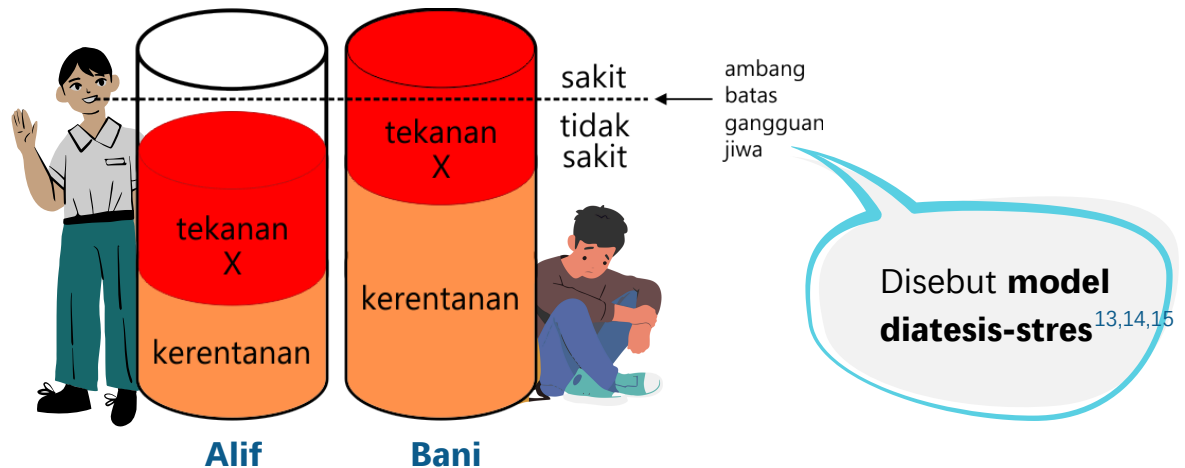 tekanan
X
kerentanan
Alif
tekanan
X
kerentanan
Bani
sakit
tidak
sakit
ambang
batas
gangguan
jiwa
Disebut model
diatesis-stres13,14,15